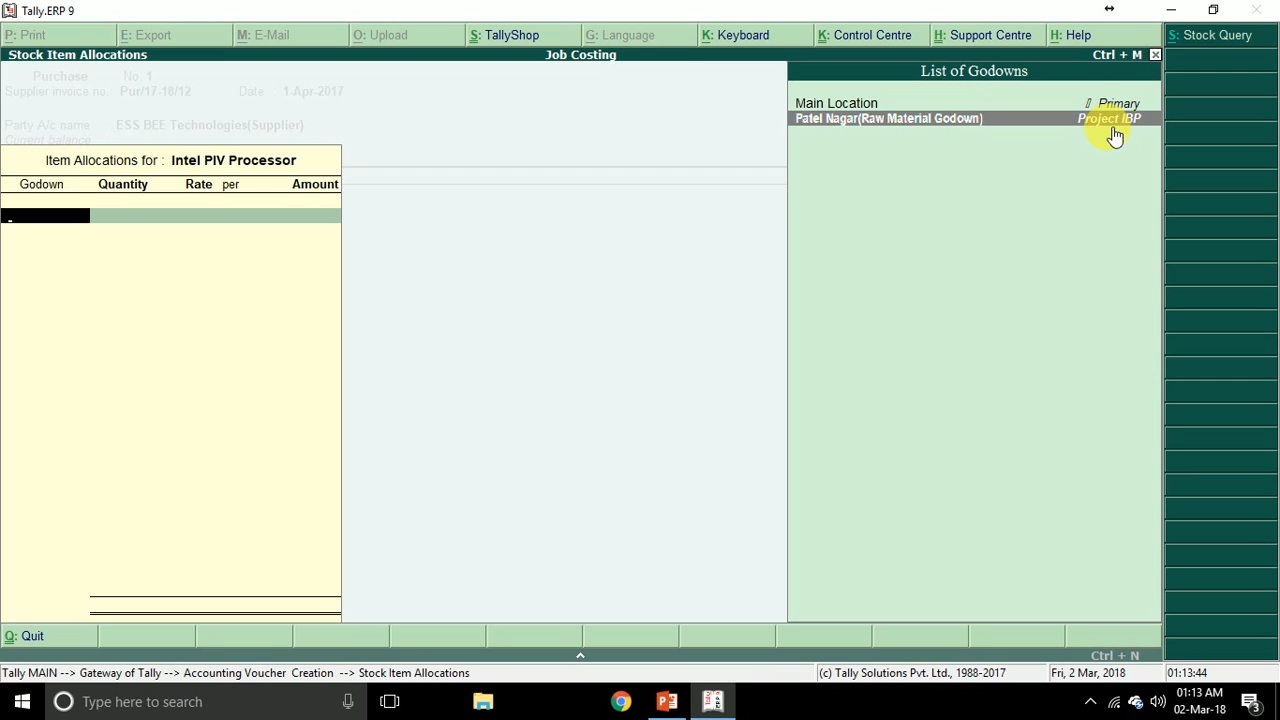 Tally.ERP 9
P: Print E: Export M: E-Mail O: Upload S: TallyShop G: Language K: Keyboard K: Control Centre H: Support Centre H: Help S: Stock Query
Stock Item Allocations Job Costing Ctrl + M
Purchase No. 1
Supplier invoice no. Pur/17-18/12 Date : 1-Apr-2017
Party A/c name : ESS BEE Technologies(Supplier)
Current balance
Item Allocations for : Intel PIV Processor
Godown Quantity Rate per Amount
List of Godowns
Main Location Primary
Patel Nagar(Raw Material Godown) Project IBP
Q: Quit
Ctrl + N
Tally MAIN --> Gateway of Tally --> Accounting Voucher Creation --> Stock Item Allocations (c) Tally Solutions Pvt. Ltd., 1988-2017 Fri, 2 Mar, 2018 01:13:44
Type here to search
01:13 AM
02-Mar-18
3